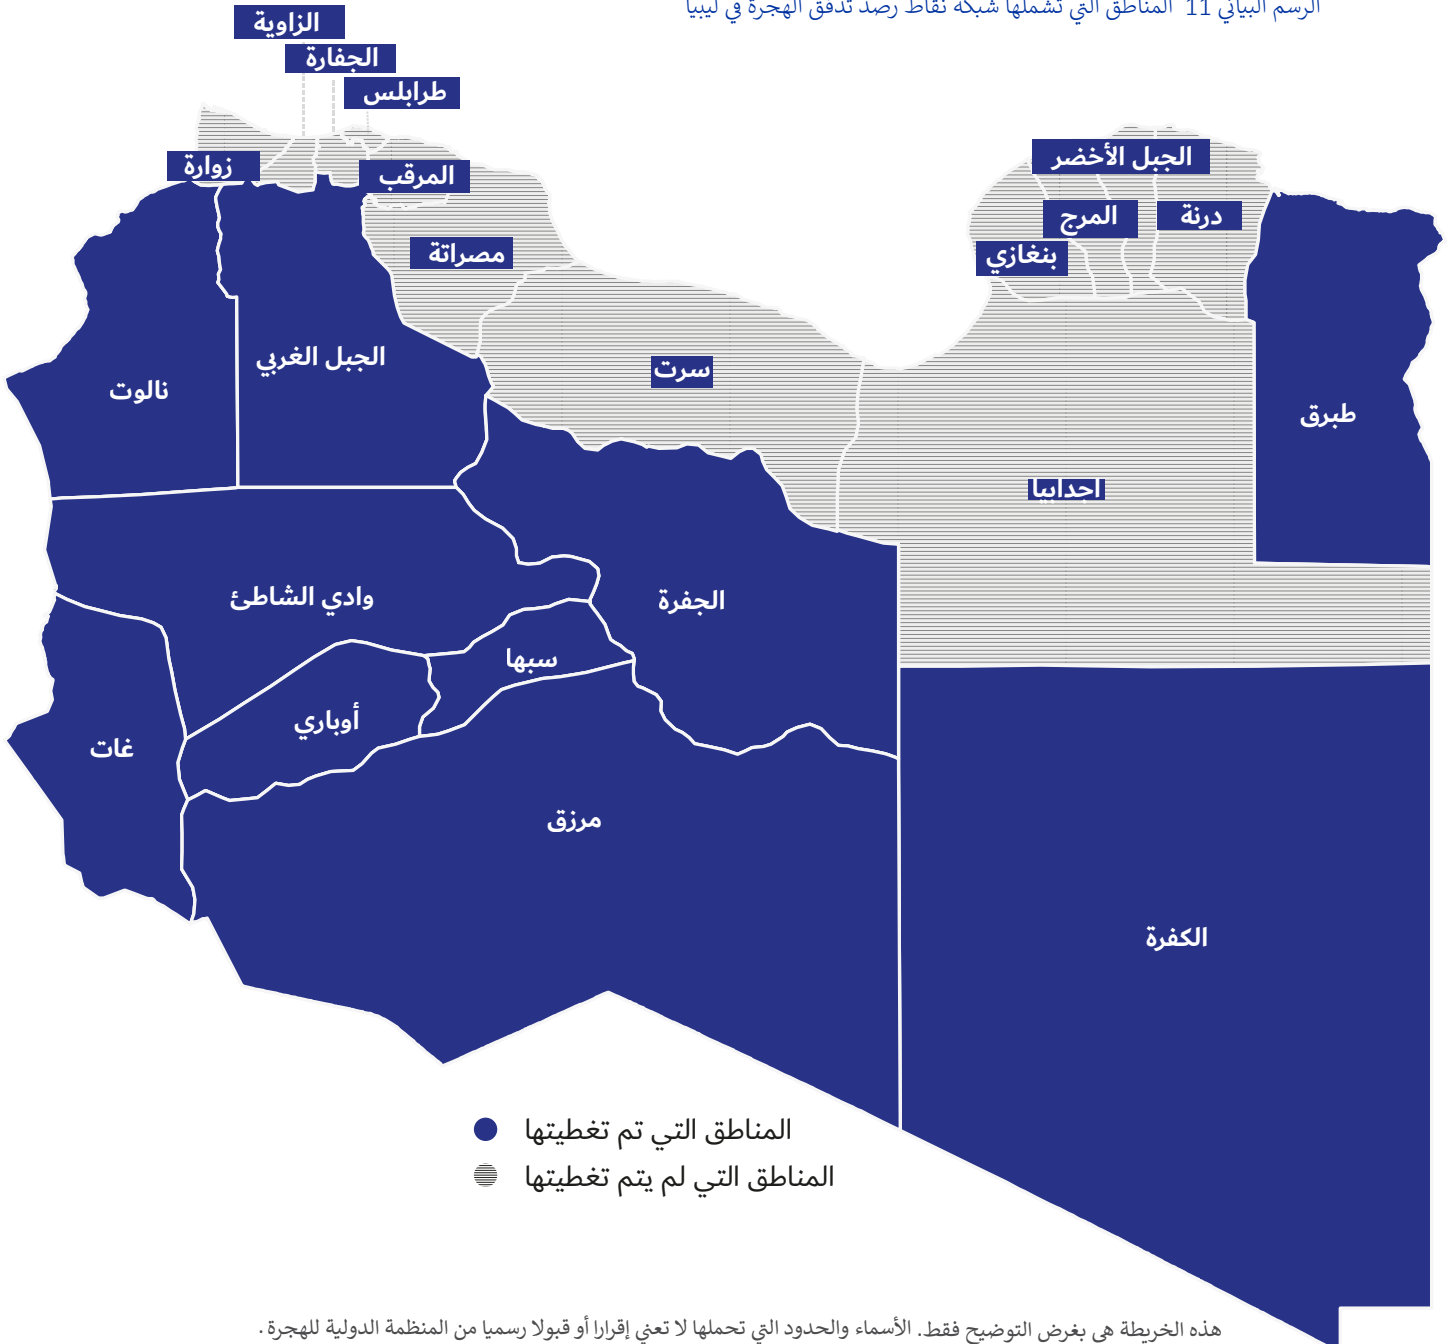 الرسم البياني 11 المناطق التي تشملها شبكة نقاط رصد تدفق الهجرة في ليبيا
الزاوية
الجفارة
طرابلس
زوارة
المرقب
الجبل الأخضر
المرج
درنة
مصراتة
بنغازي
الجبل الغربي
سرت
نالوت
طبرق
اجدابيا
وادي الشاطئ
الجفرة
سبها
أوباري
غات
مرزق
الكفرة
المناطق التي تم تغطيتها
المناطق التي لم يتم تغطيتها
هذه الخريطة هي بغرض التوضيح فقط. الأسماء والحدود التي تحملها لا تعني إقرارا أو قبولا رسميا من المنظمة الدولية للهجرة.